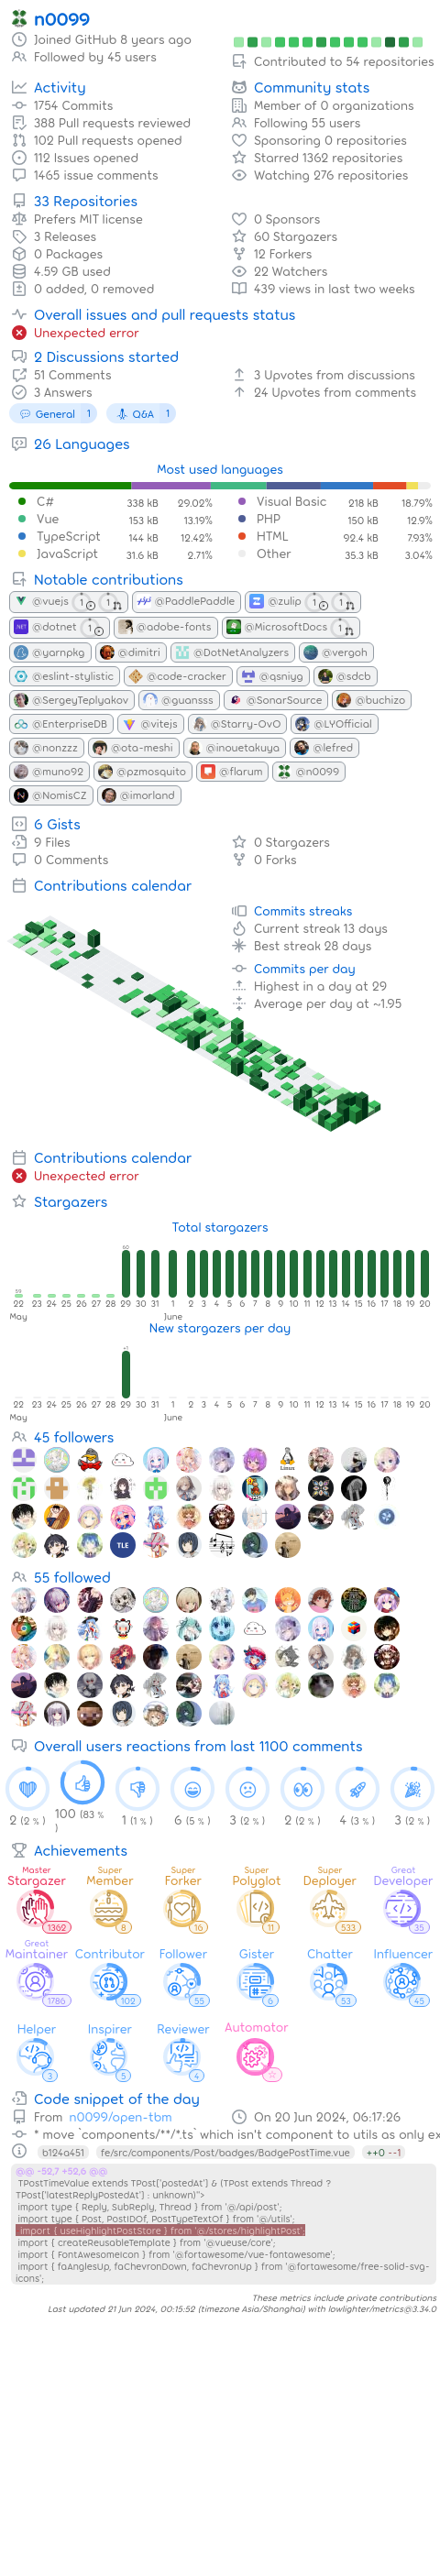 n0099
Joined GitHub 8 years ago
Followed by 45 users
Contributed to 54 repositories
Activity
1754 Commits
388 Pull requests reviewed
102 Pull requests opened
112 Issues opened
1465 issue comments
Community stats
Member of 0 organizations
Following 55 users
Sponsoring 0 repositories
Starred 1362 repositories
Watching 276 repositories
33 Repositories
Prefers MIT license
3 Releases
0 Packages
4.59 GB used
0 added, 0 removed
0 Sponsors
60 Stargazers
12 Forkers
22 Watchers
439 views in last two weeks
Overall issues and pull requests status
Unexpected error
2 Discussions started
51 Comments
3 Answers
3 Upvotes from discussions
24 Upvotes from comments
General 1 Q&A 1
26 Languages
Most used languages
C# 338 kB 29.02% Visual Basic 218 kB 18.79%
Vue 153 kB 13.19% PHP 150 kB 12.9%
TypeScript 144 kB 12.42% HTML 92.4 kB 7.93%
JavaScript 31.6 kB 2.71% Other 35.3 kB 3.04%
Notable contributions
@vuejs 1 1 @PaddlePaddle @zulip 1 1
@dotnet 1 @adobe-fonts @MicrosoftDocs 1
@yarnpkg @dimitri @DotNetAnalyzers @vergoh
@eslint-stylistic @code-cracker @qsniyg @sdcb
@SergeyTeplyakov @guansss @SonarSource @buchizo
@EnterpriseDB @vitejs @Starry-OvO @LYOfficial
@nonzzz @ota-meshi @inouetakuya @lefred
@muno92 @pzmosquito @flarum @n0099
@NomisCZ @imorland
6 Gists
9 Files
0 Comments
0 Stargazers
0 Forks
Contributions calendar
Commits streaks
Current streak 13 days
Best streak 28 days
Commits per day
Highest in a day at 29
Average per day at ~1.95
Contributions calendar
Unexpected error
Stargazers
Total stargazers
59 60
22 23 24 25 26 27 28 29 30 31 1 2 3 4 5 6 7 8 9 10 11 12 13 14 15 16 17 18 19 20
May June
New stargazers per day
+1
22 23 24 25 26 27 28 29 30 31 1 2 3 4 5 6 7 8 9 10 11 12 13 14 15 16 17 18 19 20
May June
45 followers
Linux
TLE
55 followed
Overall users reactions from last 1100 comments
2 (2 %) 100 (83 %) 1 (1 %) 6 (5 %) 3 (2 %) 2 (2 %) 4 (3 %) 3 (2 %)
Achievements
Master Super Super Super Super Great
Stargazer Member Forker Polyglot Deployer Developer
1362 8 16 11 533 35
Great
Maintainer Contributor Follower Gister Chatter Influencer
1786 102 55 6 53 45
Helper Inspirer Reviewer Automator
3 5 4
Code snippet of the day
From n0099/open-tbm
On 20 Jun 2024, 06:17:26
* move `components/**/*.ts` which isn't component to utils as only ex
b124a451 fe/src/components/Post/badges/BadgePostTime.vue ++0 --1
@@ -52,7 +52,6 @@
TPostTimeValue extends TPost['postedAt'] & (TPost extends Thread ?
TPost['latestReplyPostedAt'] : unknown)">
import type { Reply, SubReply, Thread } from '@/api/post';
import type { Post, PostIDOf, PostTypeTextOf } from '@/utils';
import { useHighlightPostStore } from '@/stores/highlightPost';
import { createReusableTemplate } from '@vueuse/core';
import { FontAwesomeIcon } from '@fortawesome/vue-fontawesome';
import { faAnglesUp, faChevronDown, faChevronUp } from '@fortawesome/free-solid-svg-
icons';
These metrics include private contributions
Last updated 21 Jun 2024, 00:15:52 (timezone Asia/Shanghai) with lowlighter/metrics@3.34.0